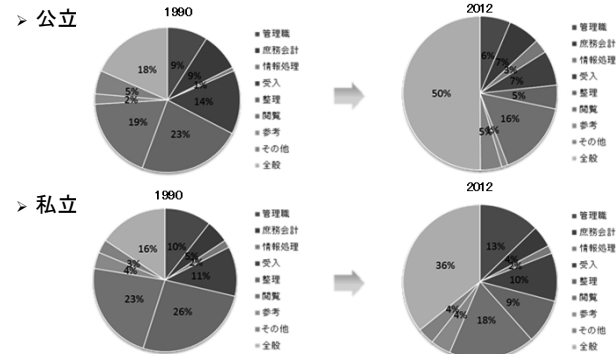 ➢ 公立
1990
9%
9%
1%
14%
23%
19%
2%
5%
18%
管理職
庶務会計
情報処理
受入
整理
閲覧
参考
その他
全般
2012
6%
7%
3%
7%
5%
16%
1%
5%
50%
管理職
庶務会計
情報処理
受入
整理
閲覧
参考
その他
全般
➢ 私立
1990
10%
5%
2%
11%
26%
23%
4%
3%
16%
管理職
庶務会計
情報処理
受入
整理
閲覧
参考
その他
全般
2012
13%
4%
2%
10%
9%
18%
4%
4%
36%
管理職
庶務会計
情報処理
受入
整理
閲覧
参考
その他
全般